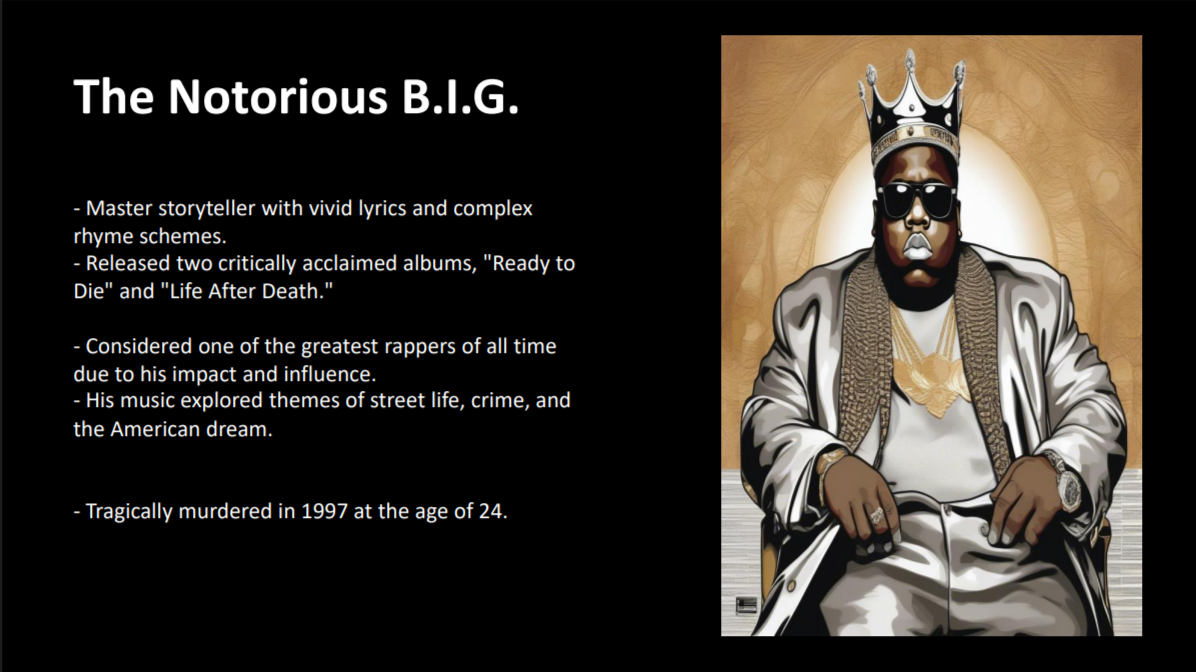 The Notorious B.I.G.
- Master storyteller with vivid lyrics and complex
rhyme schemes.
- Released two critically acclaimed albums, "Ready to
Die" and "Life After Death."
- Considered one of the greatest rappers of all time
due to his impact and influence.
- His music explored themes of street life, crime, and
the American dream.
- Tragically murdered in 1997 at the age of 24.